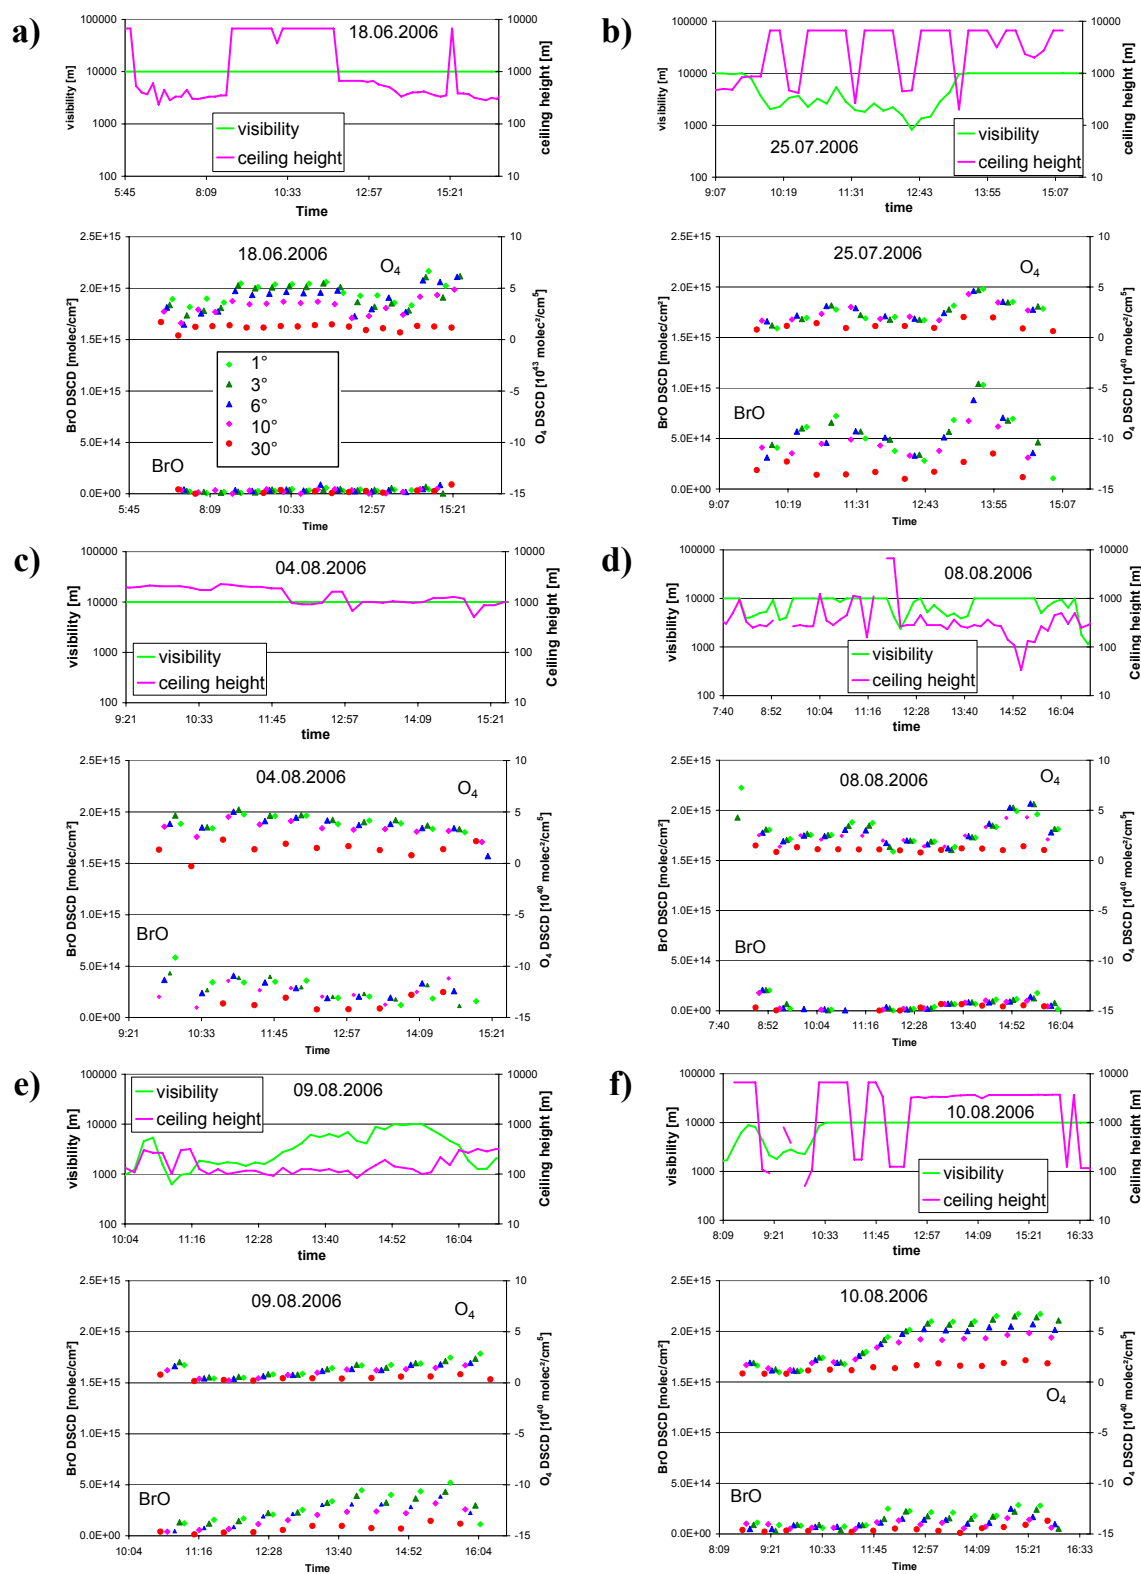 a)
100000
10000
1000
100
visibility [m]
18.06.2006
10000
1000
100
10
ceiling height [m]
visibility
ceiling height
5:45 8:09 10:33 12:57 15:21
Time
2.5E+15
2.0E+15
1.5E+15
1.0E+15
5.0E+14
0.0E+00
BrO DSCD [molec/cm²]
18.06.2006
O4
1°
3°
6°
10°
30°
BrO
10
5
0
-5
-10
-15
O4 DSCD [10^43 molec²/cm^5]
5:45 8:09 10:33 12:57 15:21
Time
b)
100000
10000
1000
100
visibility [m]
10000
1000
100
10
ceiling height [m]
visibility
ceiling height
25.07.2006
9:07 10:19 11:31 12:43 13:55 15:07
time
2.5E+15
2.0E+15
1.5E+15
1.0E+15
5.0E+14
0.0E+00
BrO DSCD [molec/cm²]
25.07.2006
O4
BrO
10
5
0
-5
-10
-15
O4 DSCD [10^40 molec²/cm^5]
9:07 10:19 11:31 12:43 13:55 15:07
Time
c)
100000
10000
1000
100
visibility [m]
04.08.2006
10000
1000
100
10
Ceiling height [m]
visibility
ceiling height
9:21 10:33 11:45 12:57 14:09 15:21
time
2.5E+15
2.0E+15
1.5E+15
1.0E+15
5.0E+14
0.0E+00
BrO DSCD [molec/cm²]
04.08.2006
O4
BrO
10
5
0
-5
-10
-15
O4 DSCD [10^40 molec²/cm^5]
9:21 10:33 11:45 12:57 14:09 15:21
Time
d)
100000
10000
1000
100
visibility [m]
08.08.2006
10000
1000
100
10
Ceiling height [m]
visibility
ceiling height
7:40 8:52 10:04 11:16 12:28 13:40 14:52 16:04
time
2.5E+15
2.0E+15
1.5E+15
1.0E+15
5.0E+14
0.0E+00
BrO DSCD [molec/cm²]
08.08.2006
O4
BrO
10
5
0
-5
-10
-15
O4 DSCD [10^40 molec²/cm^5]
7:40 8:52 10:04 11:16 12:28 13:40 14:52 16:04
Time
e)
100000
10000
1000
100
visibility [m]
visibility
ceiling height
09.08.2006
10000
1000
100
10
Ceiling height [m]
10:04 11:16 12:28 13:40 14:52 16:04
time
2.5E+15
2.0E+15
1.5E+15
1.0E+15
5.0E+14
0.0E+00
BrO DSCD [molec/cm²]
09.08.2006
O4
BrO
10
5
0
-5
-10
-15
O4 DSCD [10^40 molec²/cm^5]
10:04 11:16 12:28 13:40 14:52 16:04
Time
f)
100000
10000
1000
100
visibility [m]
10.08.2006
10000
1000
100
10
Ceiling height [m]
visibility
ceiling height
8:09 9:21 10:33 11:45 12:57 14:09 15:21 16:33
time
2.5E+15
2.0E+15
1.5E+15
1.0E+15
5.0E+14
0.0E+00
BrO DSCD [molec/cm²]
10.08.2006
O4
BrO
10
5
0
-5
-10
-15
O4 DSCD [10^40 molec²/cm^5]
8:09 9:21 10:33 11:45 12:57 14:09 15:21 16:33
Time